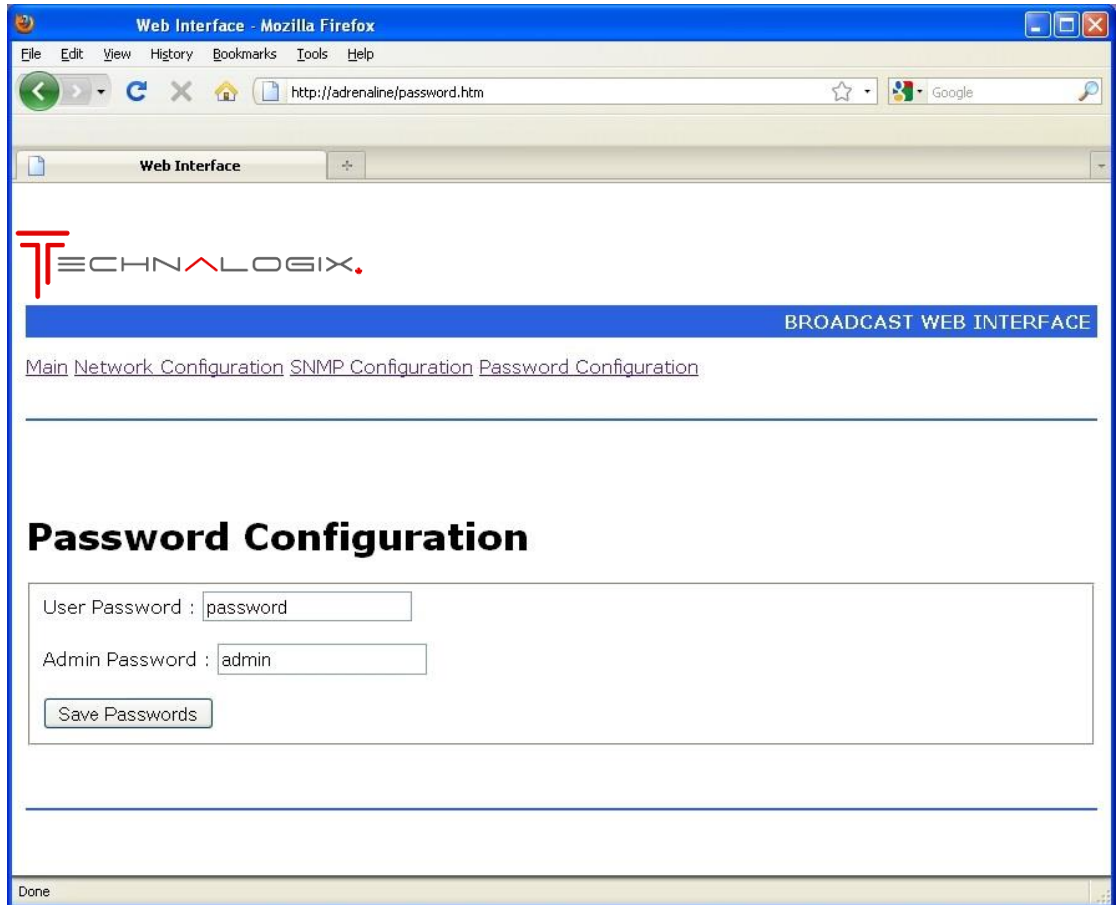 Web Interface - Mozilla Firefox
File Edit View History Bookmarks Tools Help
http://adrenaline/password.htm
Google
Web Interface
TECHNALOGIX.
BROADCAST WEB INTERFACE
Main Network Configuration SNMP Configuration Password Configuration
Password Configuration
User Password : password
Admin Password : admin
Save Passwords
Done